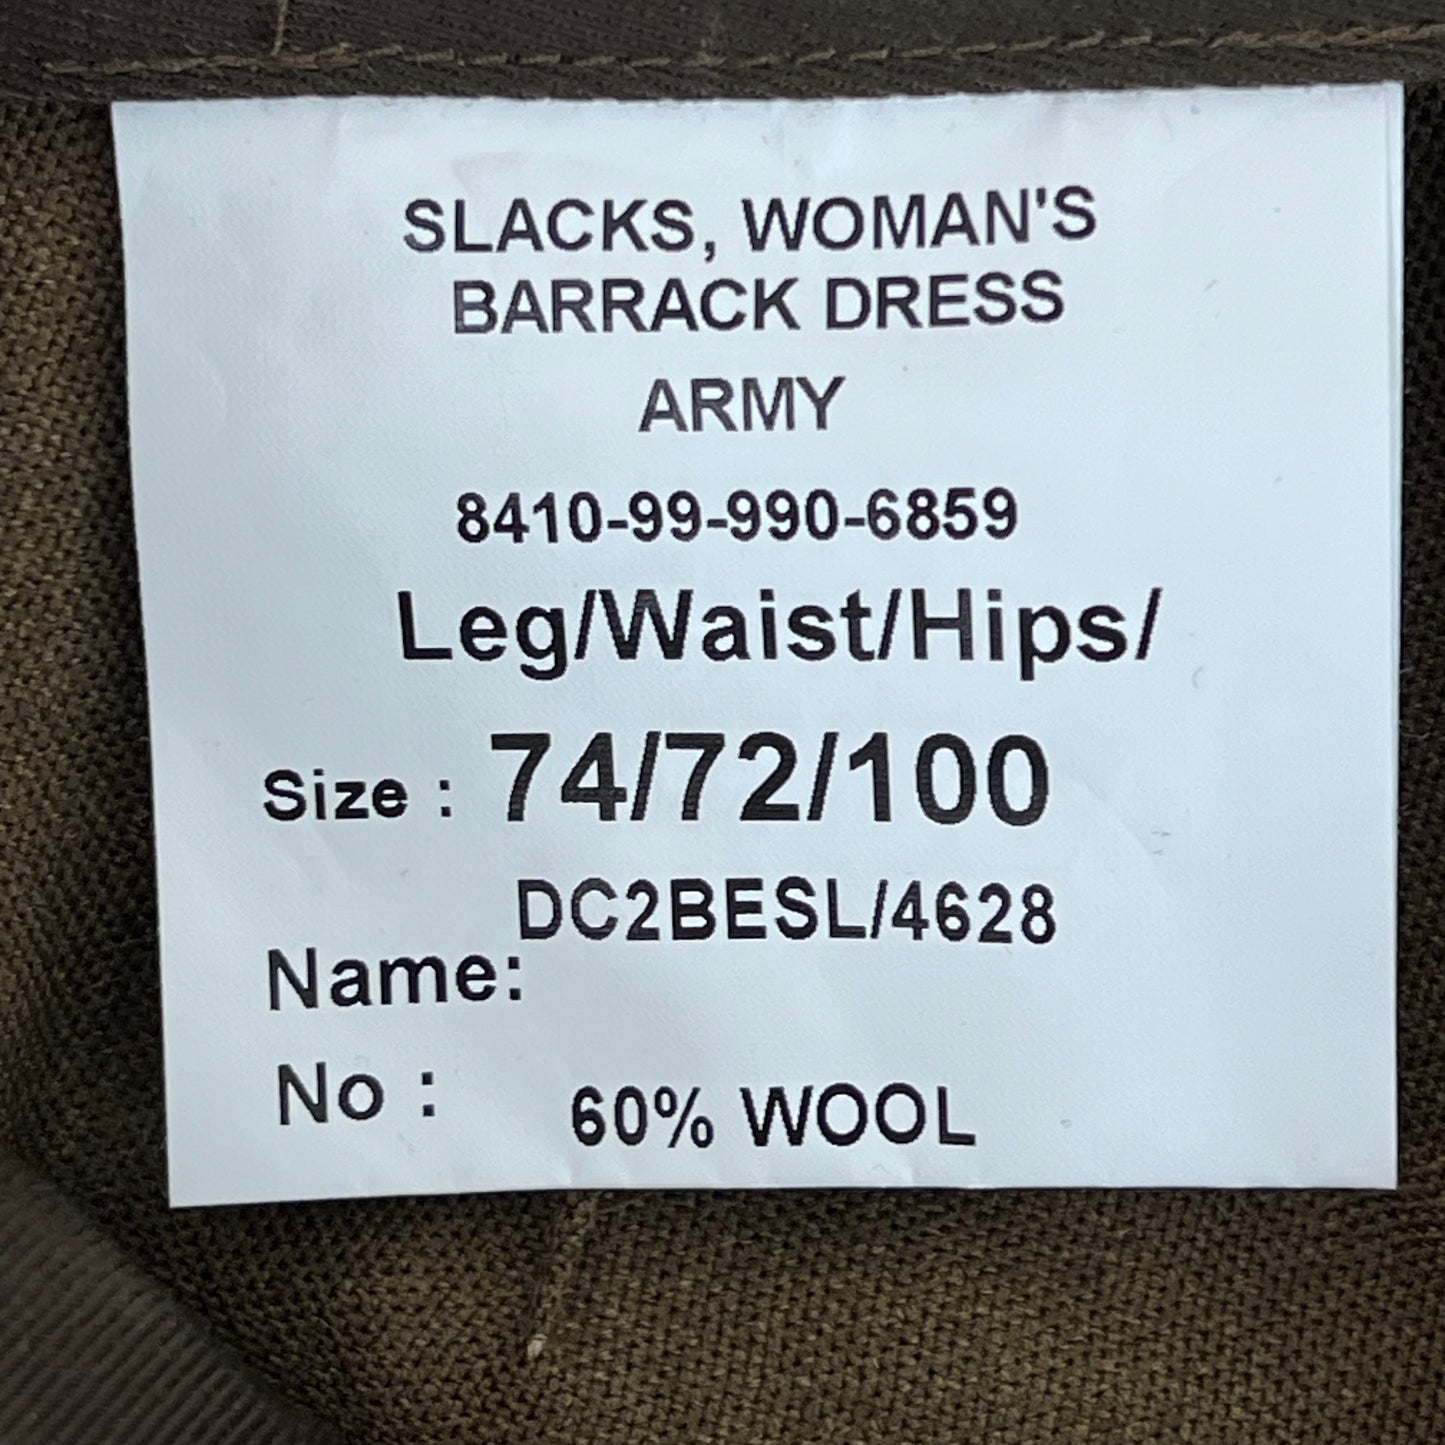 SLACKS, WOMAN'S
BARRACK DRESS
ARMY
8410-99-990-6859
Leg/Waist/Hips/
Size : 74/72/100
DC2BESL/4628
Name:
No :
60% WOOL